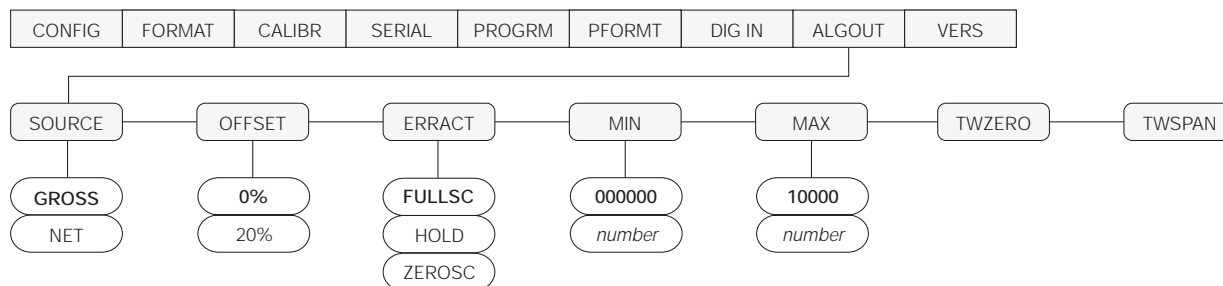 CONFIG FORMAT CALIBR SERIAL PROGRM PFORMT DIG IN ALGOUT VERS
SOURCE OFFSET ERRACT MIN MAX TWZERO TWSPAN
GROSS 0% FULLSC 000000 10000
NET 20% HOLD number number
ZEROSC